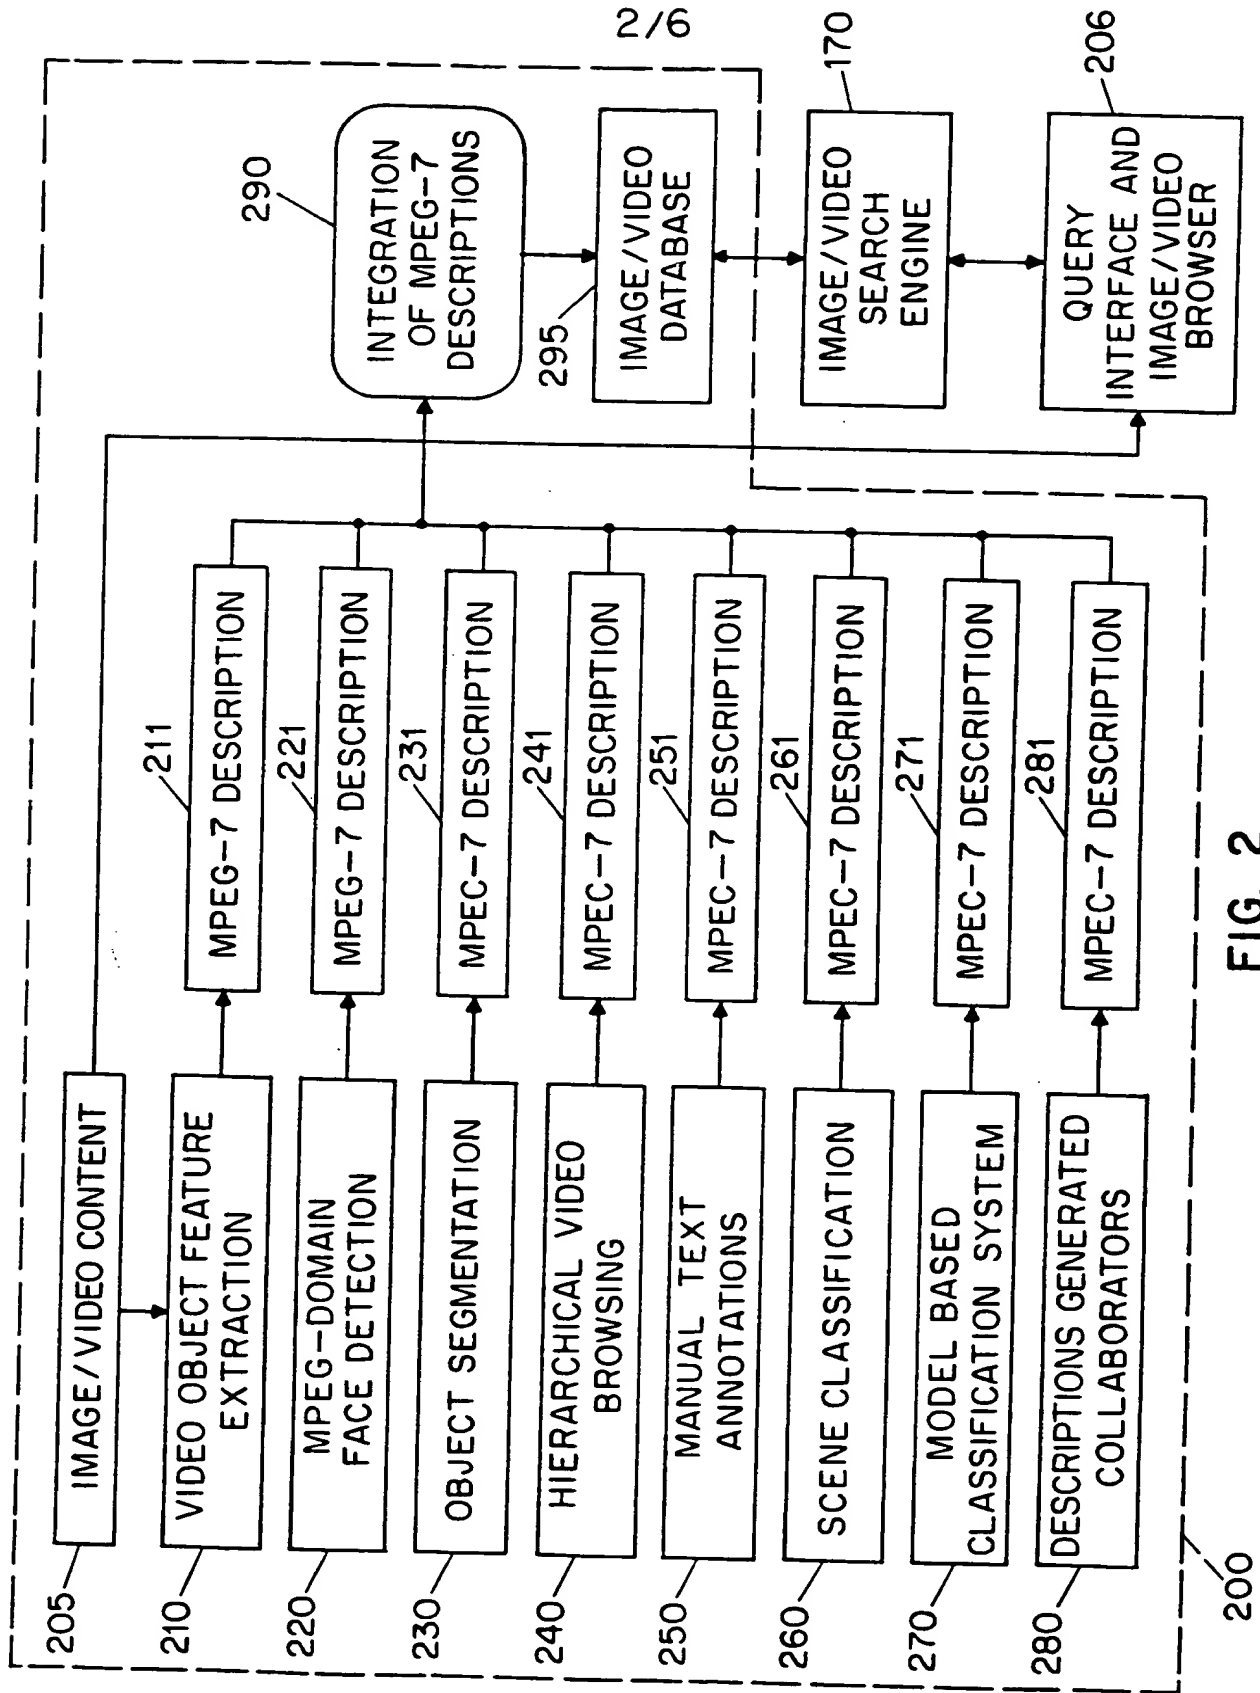 2/6
205
IMAGE/VIDEO CONTENT
210
VIDEO OBJECT FEATURE
EXTRACTION
211
MPEG-7 DESCRIPTION
220
MPEG-DOMAIN
FACE DETECTION
221
MPEG-7 DESCRIPTION
230
OBJECT SEGMENTATION
231
MPEC-7 DESCRIPTION
240
HIERARCHICAL VIDEO
BROWSING
241
MPEC-7 DESCRIPTION
250
MANUAL TEXT
ANNOTATIONS
251
MPEC-7 DESCRIPTION
260
SCENE CLASSIFICATION
261
MPEC-7 DESCRIPTION
270
MODEL BASED
CLASSIFICATION SYSTEM
271
MPEC-7 DESCRIPTION
280
DESCRIPTIONS GENERATED
COLLABORATORS
281
MPEC-7 DESCRIPTION
290
INTEGRATION
OF MPEG-7
DESCRIPTIONS
295
IMAGE/VIDEO
DATABASE
170
IMAGE/VIDEO
SEARCH
ENGINE
206
QUERY
INTERFACE AND
IMAGE/VIDEO
BROWSER
200
FIG. 2